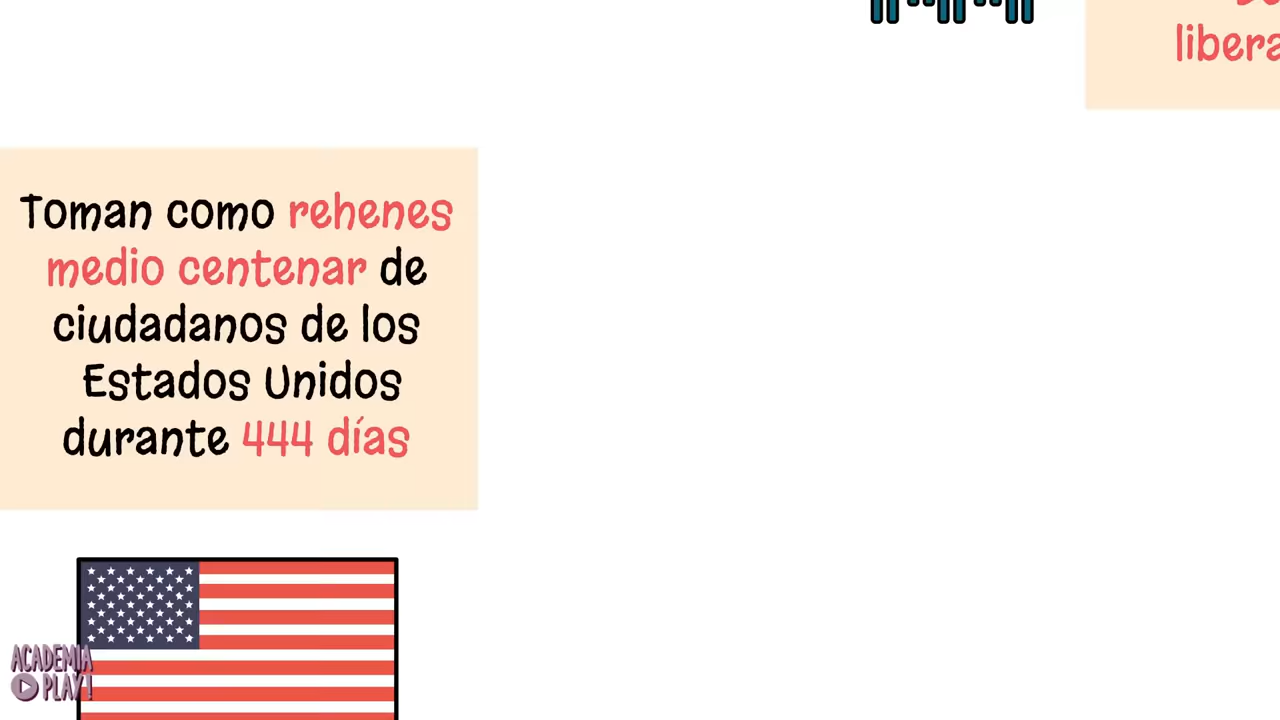 Toman como rehenes
medio centenar de
ciudadanos de los
Estados Unidos
durante 444 días
ACADEMIA
PLAY!